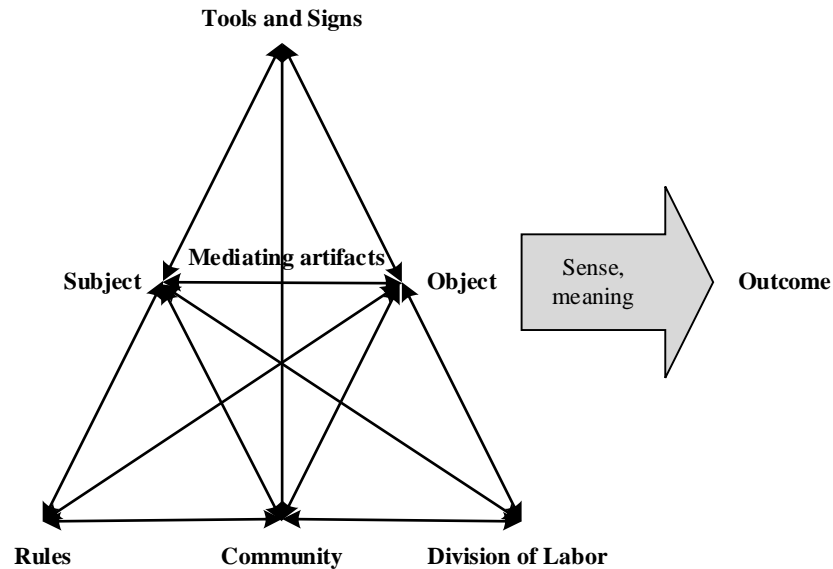 Tools and Signs
Mediating artifacts
Subject
Object
Sense,
meaning
Outcome
Rules
Community
Division of Labor